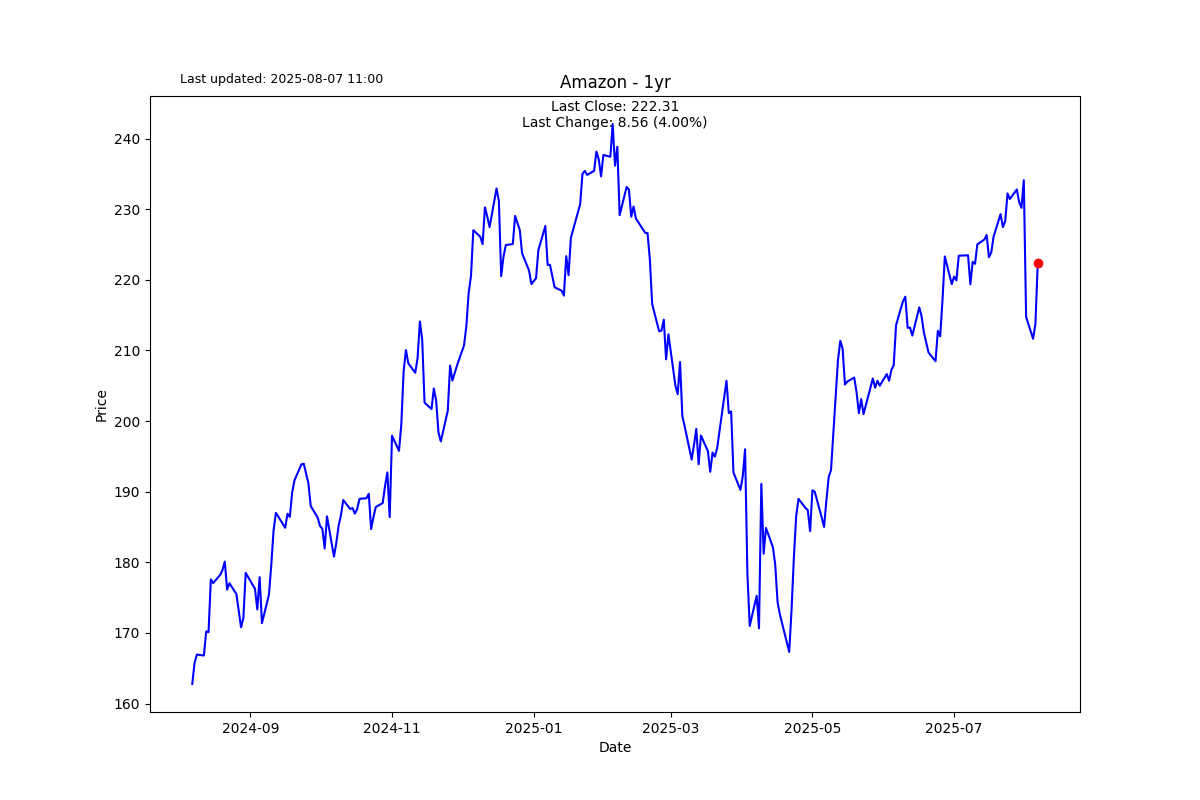 Last updated: 2025-08-07 11:00
Amazon - 1yr
Last Close: 222.31
Last Change: 8.56 (4.00%)
240
230
220
210
200
190
180
170
160
Price
2024-09
2024-11
2025-01
2025-03
2025-05
2025-07
Date